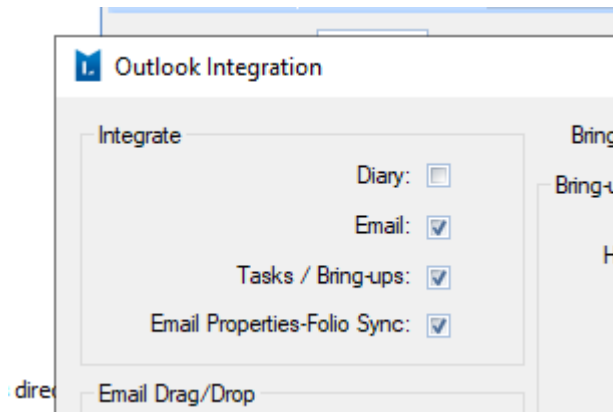 Outlook Integration
Integrate
Diary:
Email:
Tasks / Bring-ups:
Email Properties-Folio Sync:
Email Drag/Drop